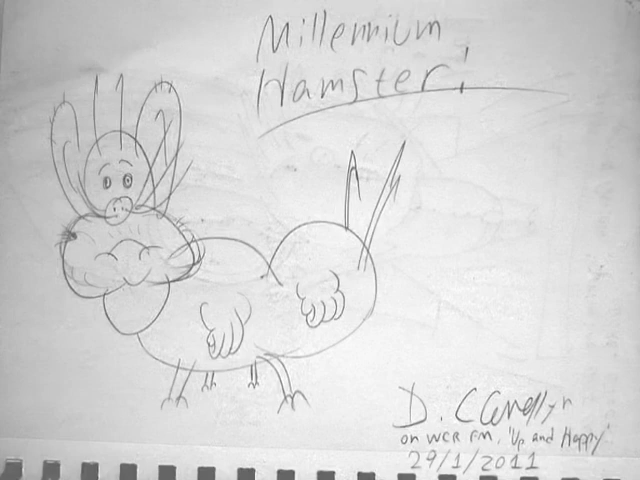 Millennium
Hamster!
D.
on WCR FM, 'Up and Happy'
29/1/2011